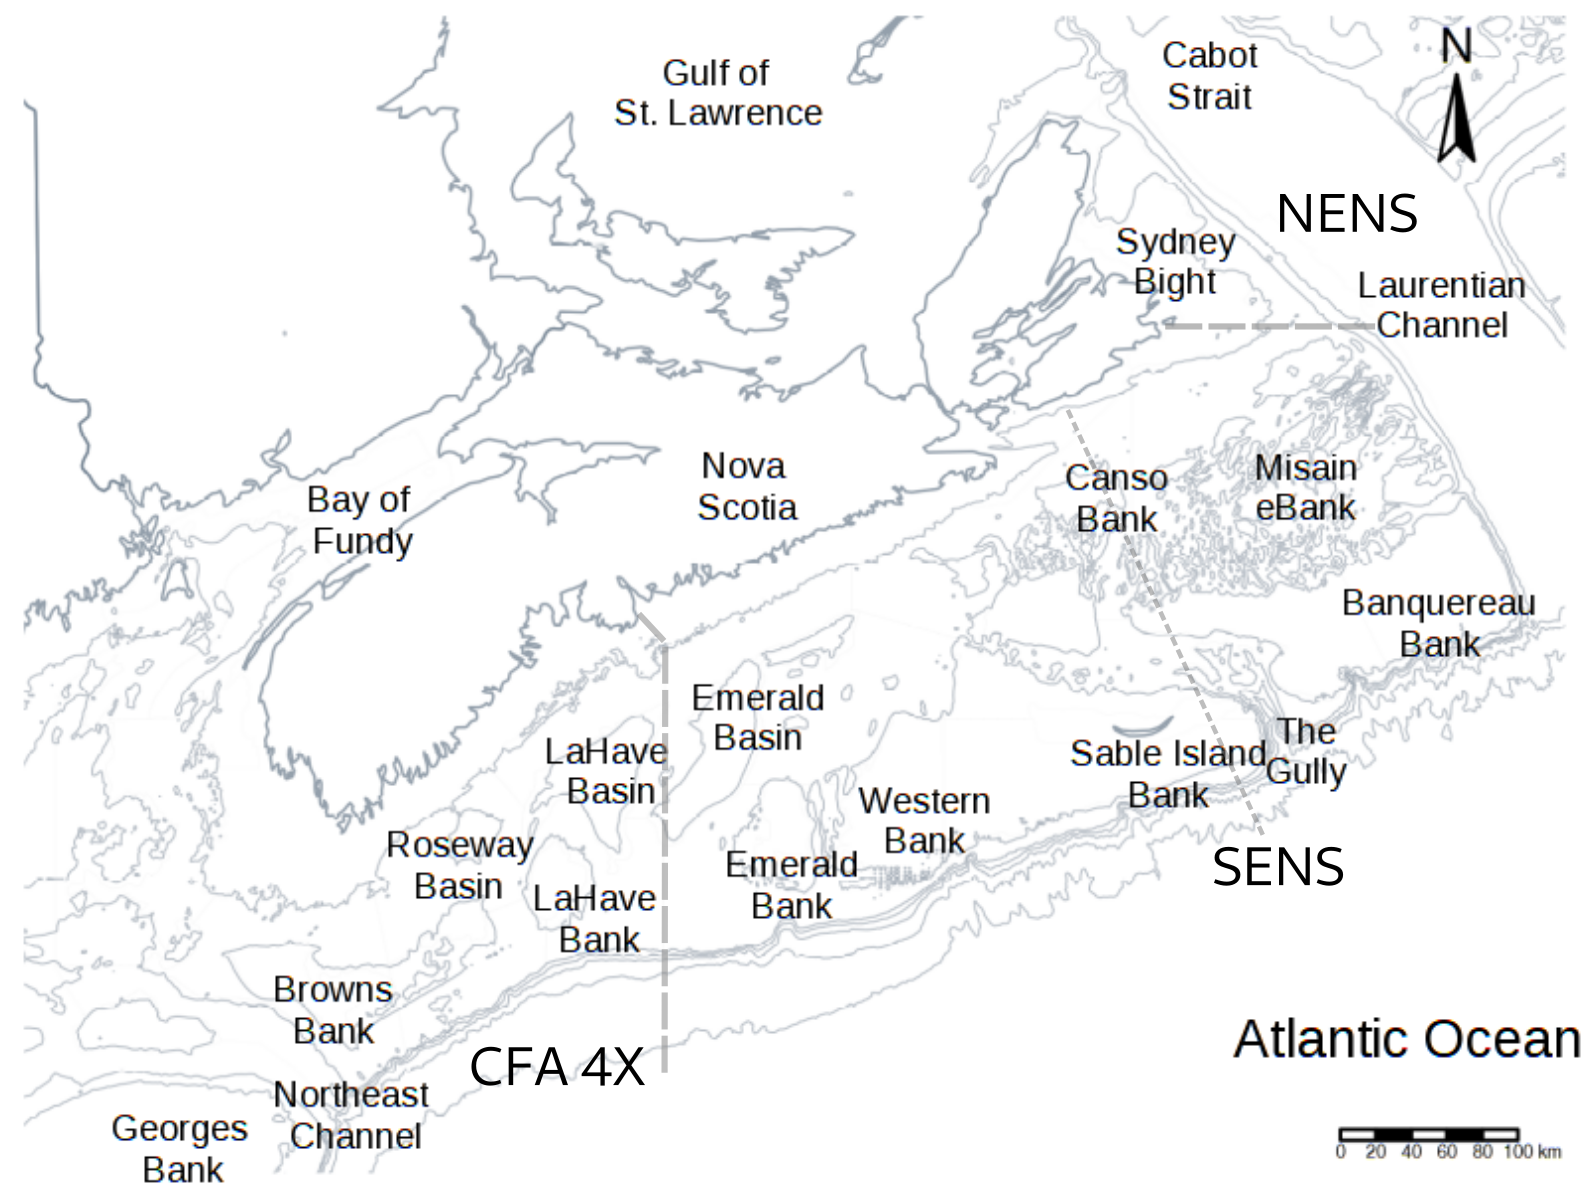 Gulf of
St. Lawrence
Cabot
Strait
N
NENS
Sydney
Bight
Laurentian
Channel
Nova
Scotia
Bay of
Fundy
Canso
Bank
Misain
eBank
Banquereau
Bank
Emerald
Basin
LaHave
Basin
Sable Island
Bank
The
Gully
Western
Bank
Roseway
Basin
Emerald
Bank
SENS
LaHave
Bank
Browns
Bank
CFA 4X
Atlantic Ocean
Northeast
Channel
Georges
Bank
0 20 40 60 80 100 km